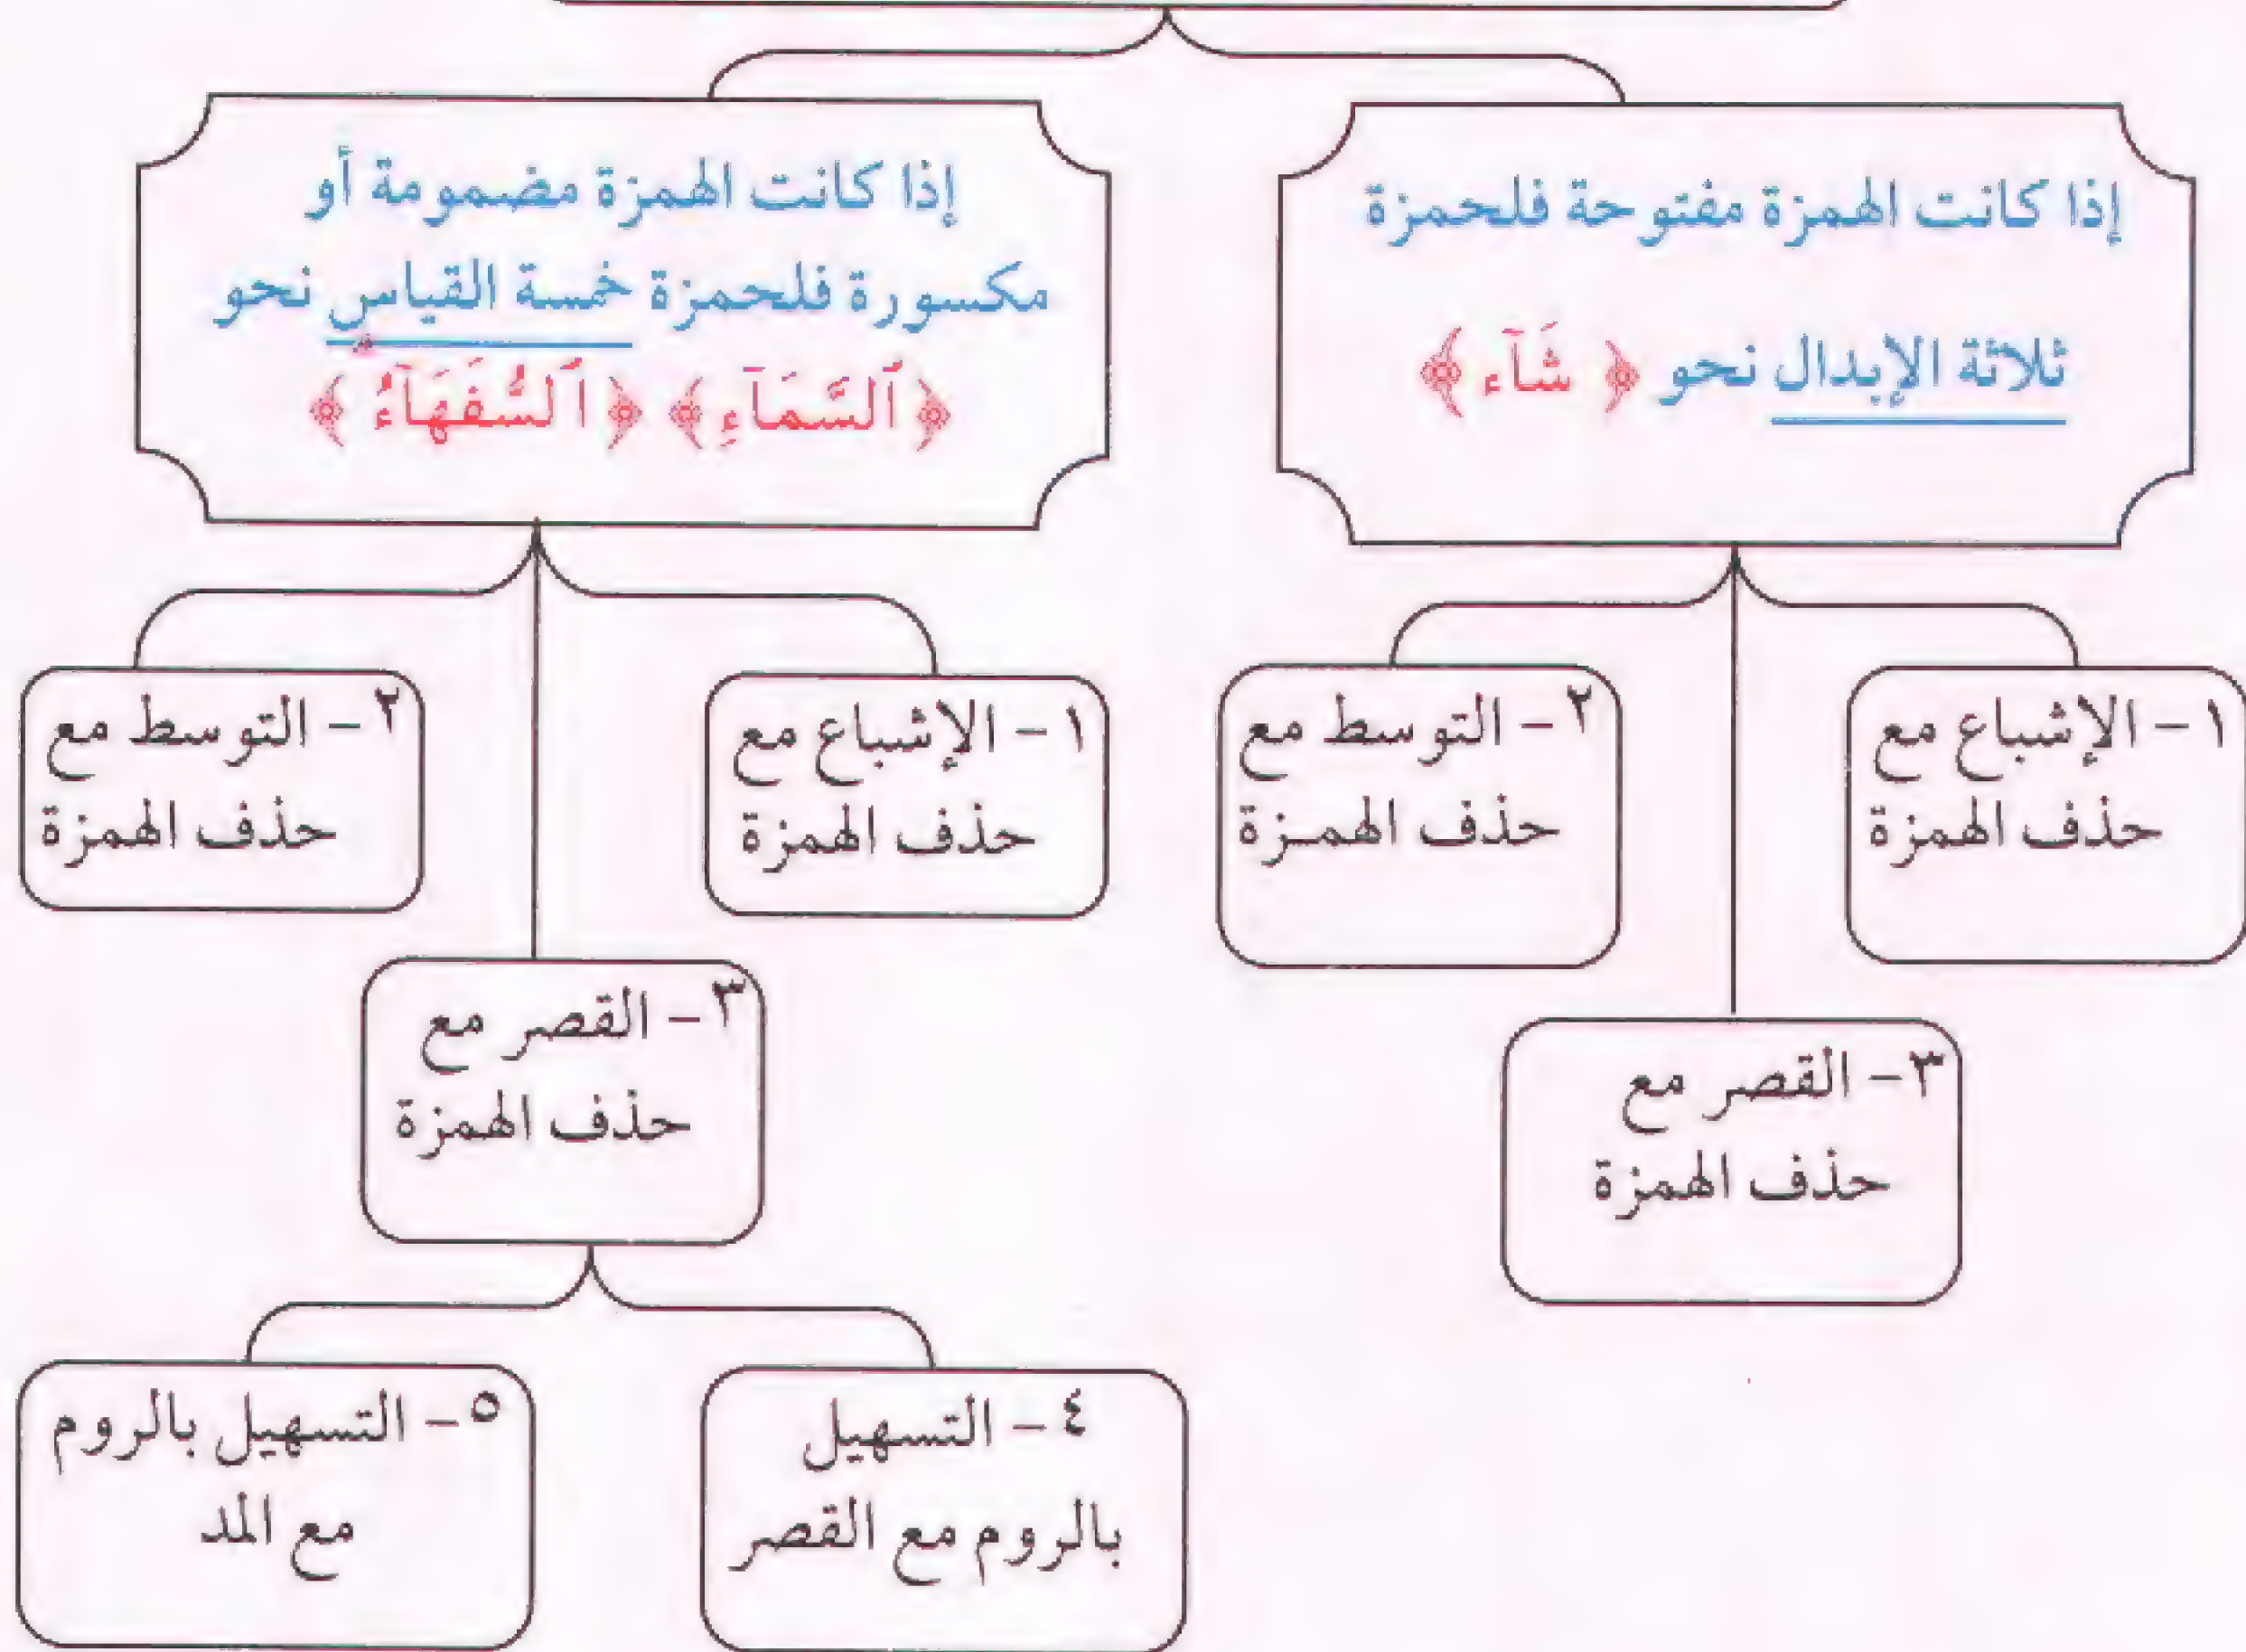 إذا كانت الهمزة مفتوحة فلحمزة
ثلاثة الإبدال نحو ﴿ شَآء ﴾
١ - الإشباع مع
حذف الهمزة
٢ - التوسط مع
حذف الهمزة
٣ - القصر مع
حذف الهمزة
إذا كانت الهمزة مضمومة أو
مكسورة فلحمزة خمسة القياس نحو
﴿ ٱلسَّمَآءِ ﴾ ﴿ ٱلسُّفَهَآءُ ﴾
١ - الإشباع مع
حذف الهمزة
٢ - التوسط مع
حذف الهمزة
٣ - القصر مع
حذف الهمزة
٤ - التسهيل
بالروم مع القصر
٥ - التسهيل بالروم
مع المد